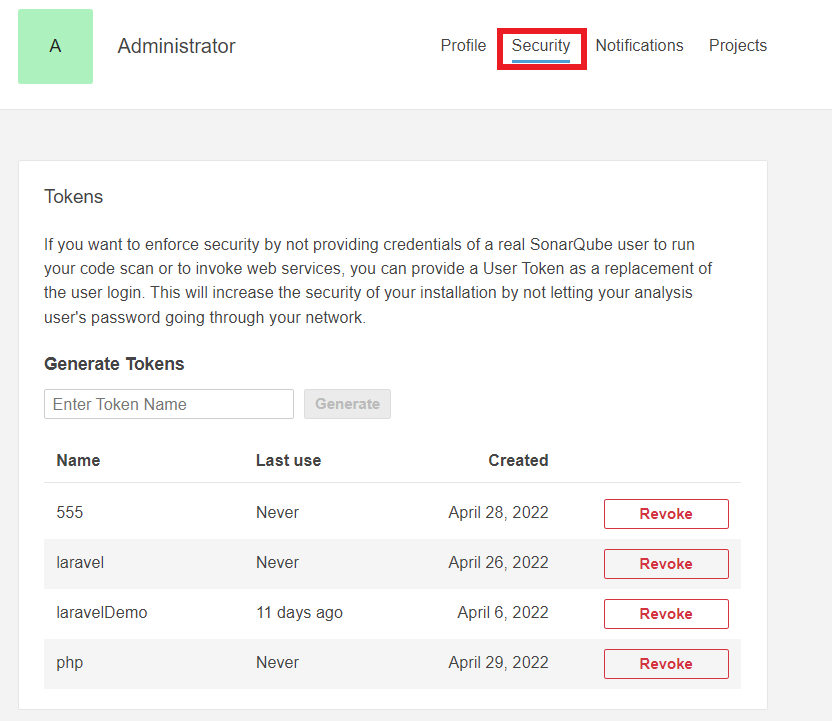 A
Administrator
Profile Security Notifications Projects
Tokens
If you want to enforce security by not providing credentials of a real SonarQube user to run
your code scan or to invoke web services, you can provide a User Token as a replacement of
the user login. This will increase the security of your installation by not letting your analysis
user's password going through your network.
Generate Tokens
Enter Token Name Generate
Name Last use Created
555 Never April 28, 2022 Revoke
laravel Never April 26, 2022 Revoke
laravelDemo 11 days ago April 6, 2022 Revoke
php Never April 29, 2022 Revoke